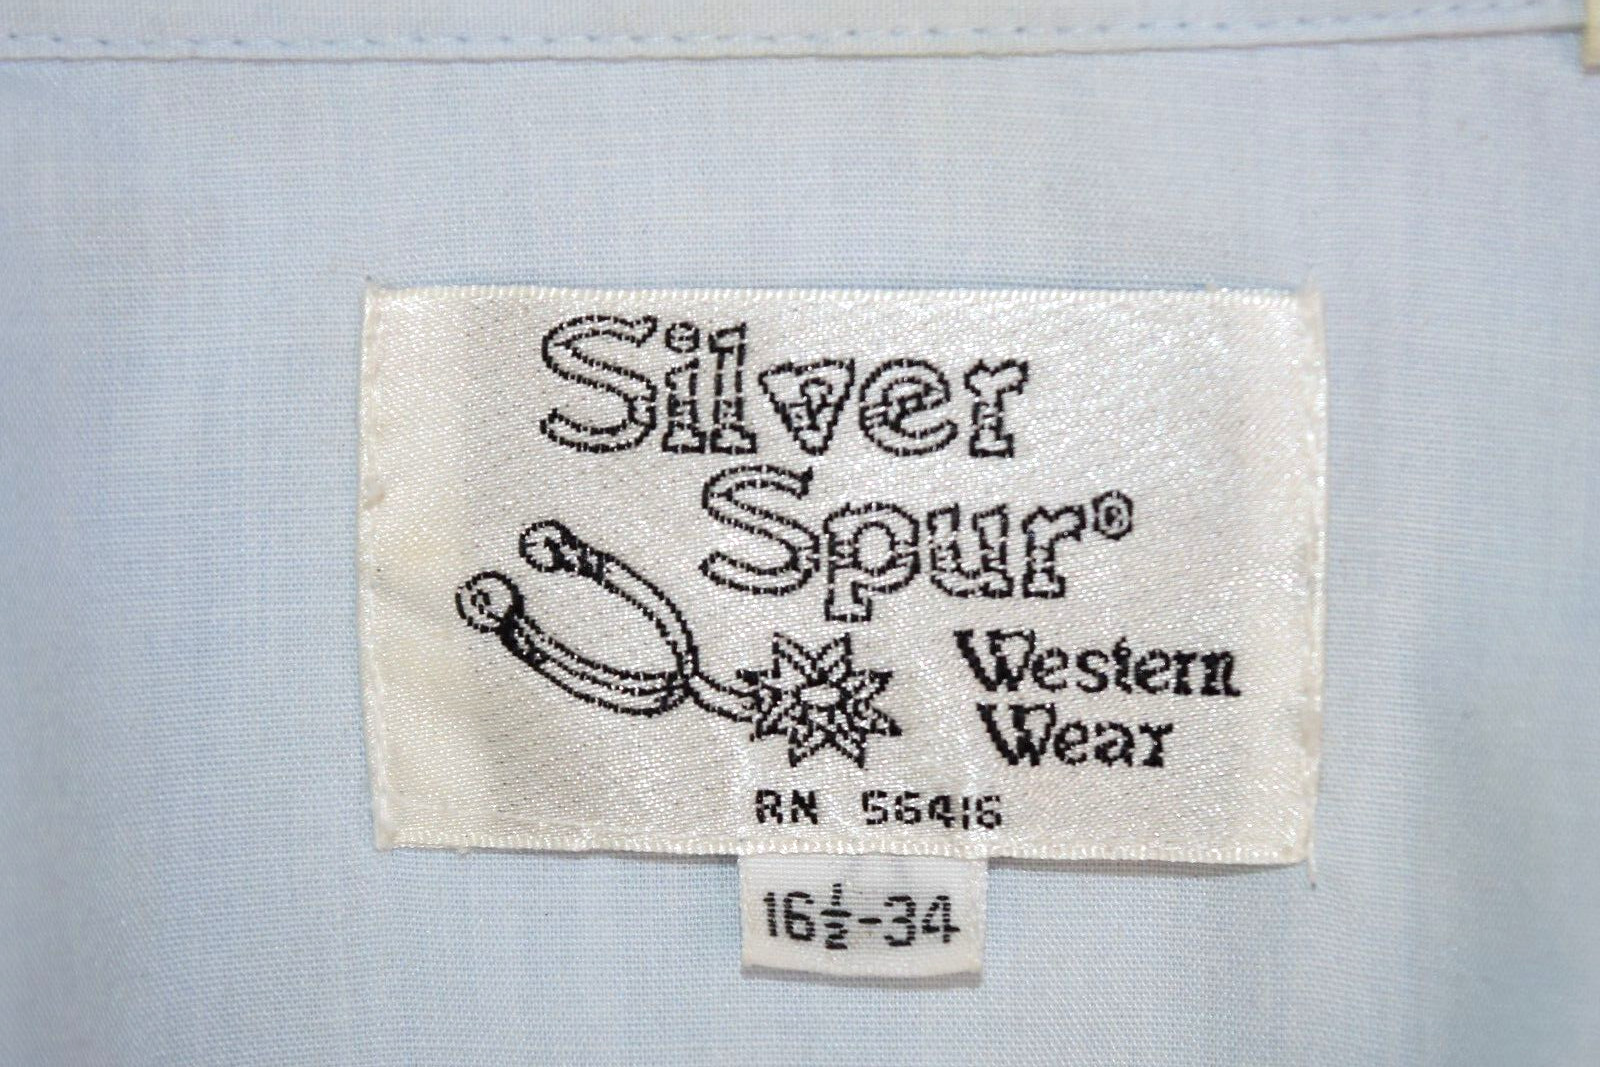 Silver
Spur®
Western
Wear
RN 56416
16½-34